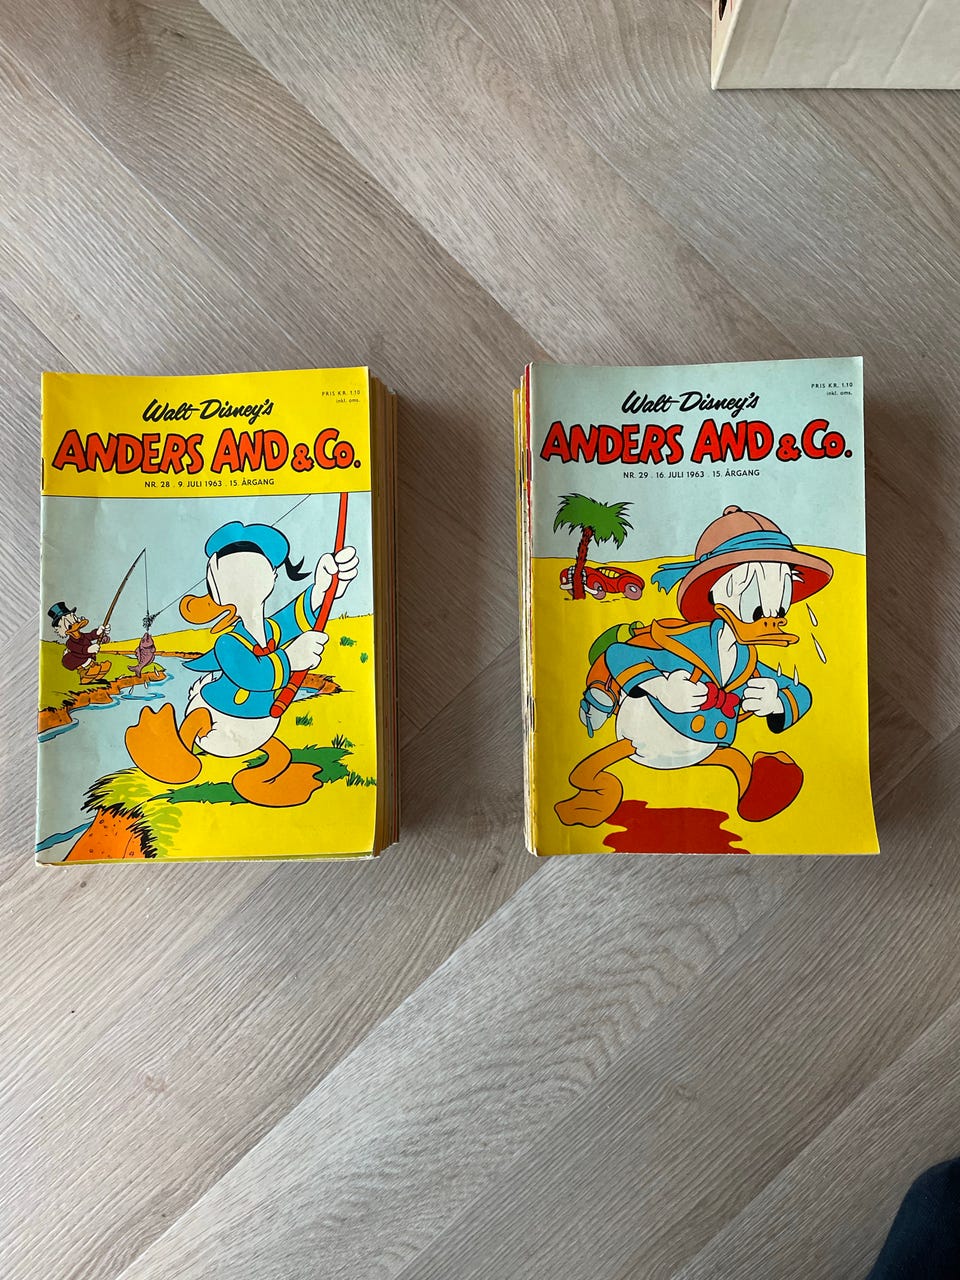 PRIS KR. 1.10
inkl. oms.
Walt Disney's
ANDERS AND & Co.
NR. 28 . 9. JULI 1963 . 15. ÅRGANG
PRIS KR. 1.10
inkl. oms.
Walt Disney's
ANDERS AND & Co.
NR. 29 . 16. JULI 1963 . 15. ÅRGANG